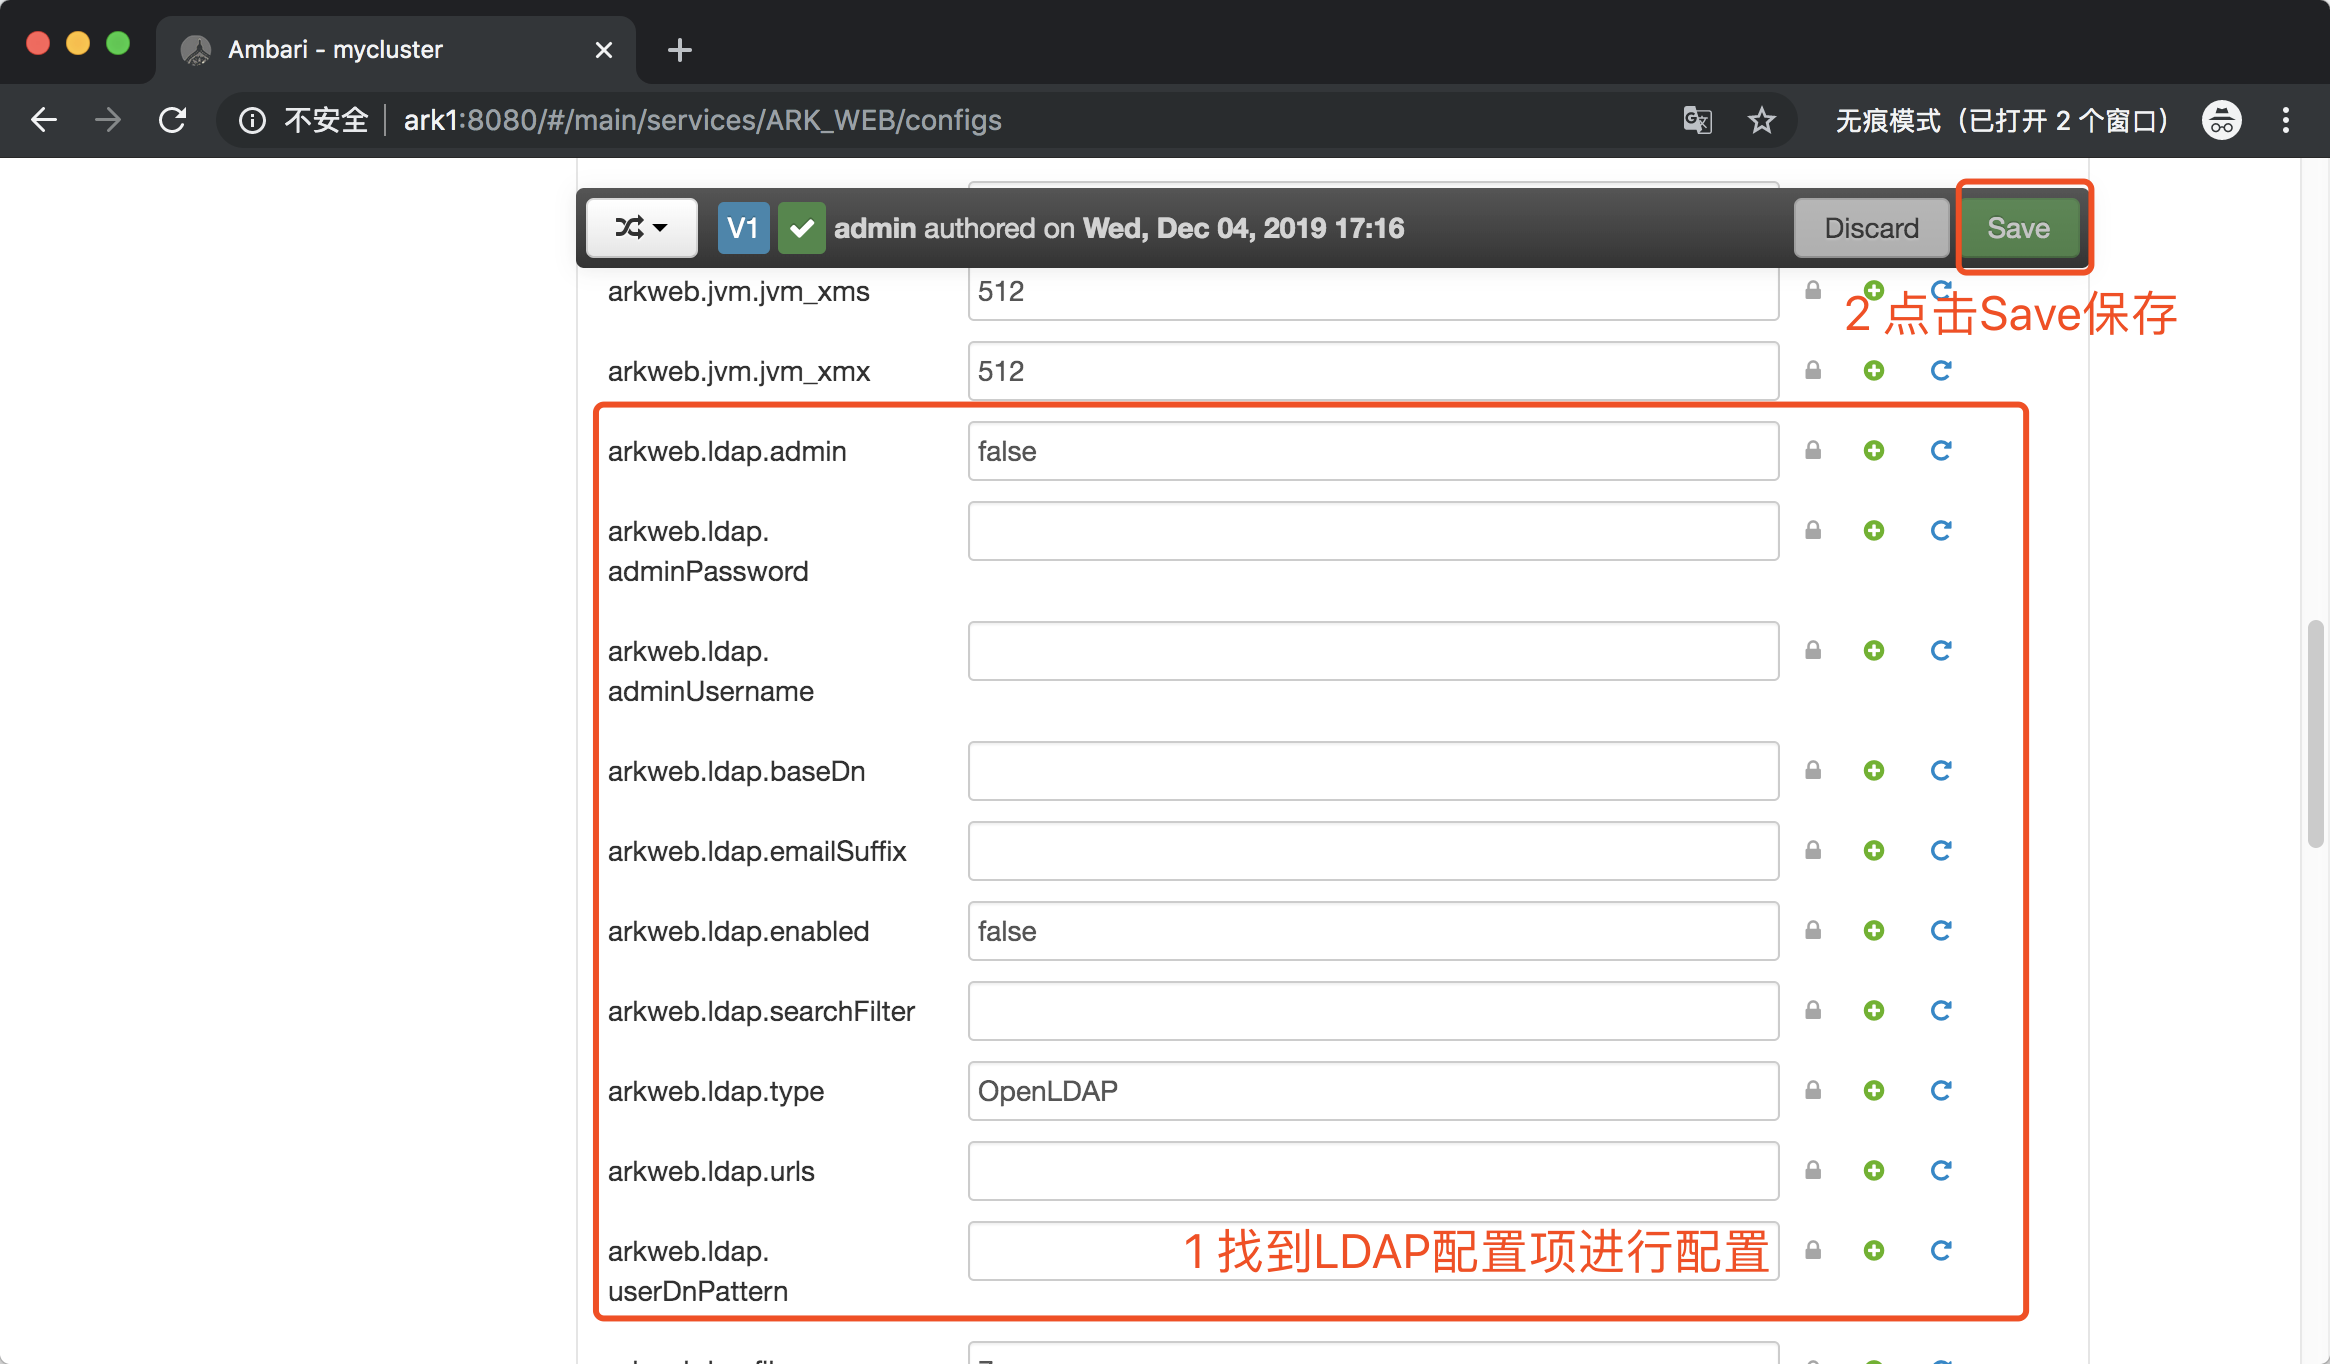 Ambari - mycluster
不安全 ark1:8080/#/main/services/ARK_WEB/configs 无痕模式（已打开 2 个窗口）
V1 admin authored on Wed, Dec 04, 2019 17:16 Discard Save
arkweb.jvm.jvm_xms 512
2 点击Save保存
arkweb.jvm.jvm_xmx 512
arkweb.ldap.admin false
arkweb.ldap.
adminPassword
arkweb.ldap.
adminUsername
arkweb.ldap.baseDn
arkweb.ldap.emailSuffix
arkweb.ldap.enabled false
arkweb.ldap.searchFilter
arkweb.ldap.type OpenLDAP
arkweb.ldap.urls
arkweb.ldap.
userDnPattern
1 找到LDAP配置项进行配置